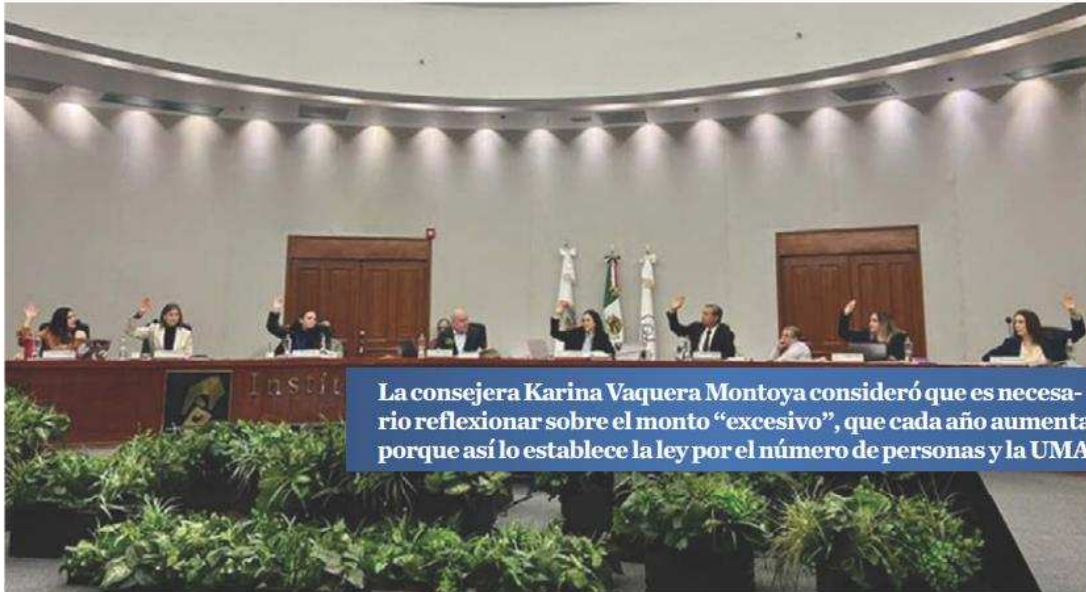 Institu
La consejera Karina Vaquera Montoya consideró que es necesa-
rio reflexionar sobre el monto “excesivo”, que cada año aumenta
porque así lo establece la ley por el número de personas y la UMA